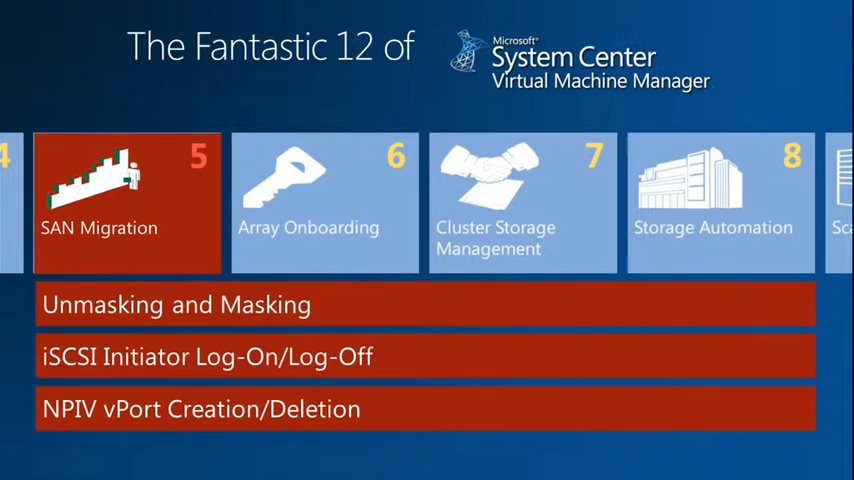 The Fantastic 12 of
Microsoft®
System Center
Virtual Machine Manager
4
5
SAN Migration
6
Array Onboarding
7
Cluster Storage
Management
8
Storage Automation
Sca
Unmasking and Masking
iSCSI Initiator Log-On/Log-Off
NPIV vPort Creation/Deletion